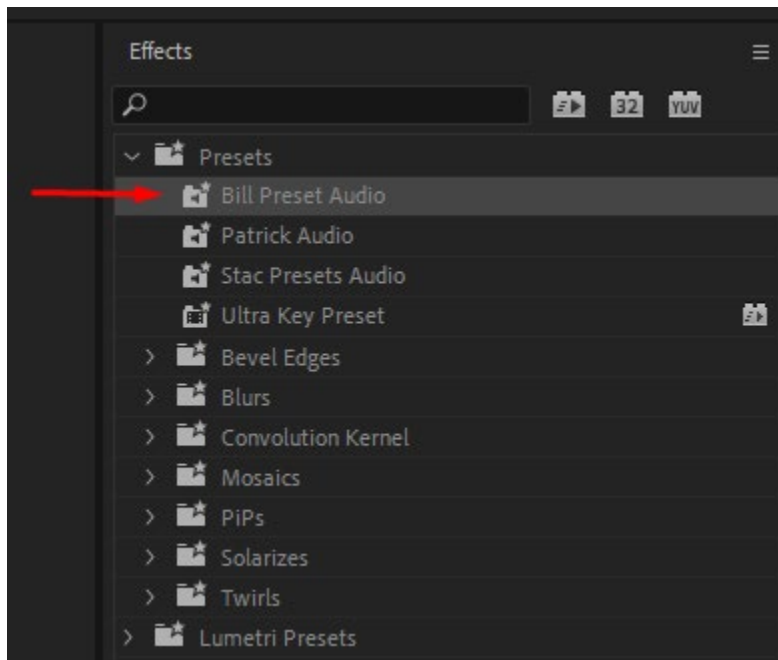 Effects
32 YUV
Presets
Bill Preset Audio
Patrick Audio
Stac Presets Audio
Ultra Key Preset
Bevel Edges
Blurs
Convolution Kernel
Mosaics
PiPs
Solarizes
Twirls
Lumetri Presets